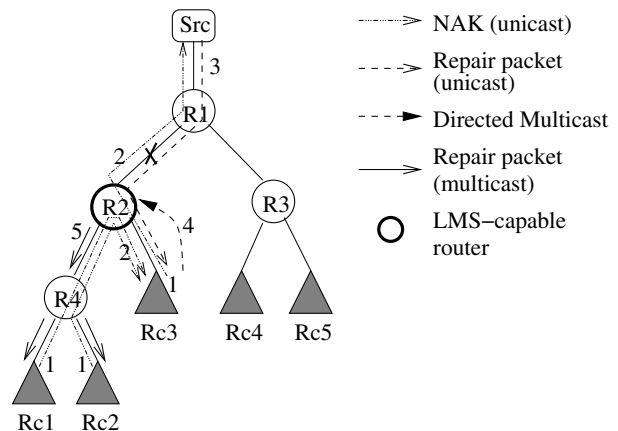 Src
3
R1
2
R2
4
R3
5
2
1
R4
Rc3
Rc4
Rc5
1
1
Rc1
Rc2
NAK (unicast)
Repair packet
(unicast)
Directed Multicast
Repair packet
(multicast)
LMS−capable
router